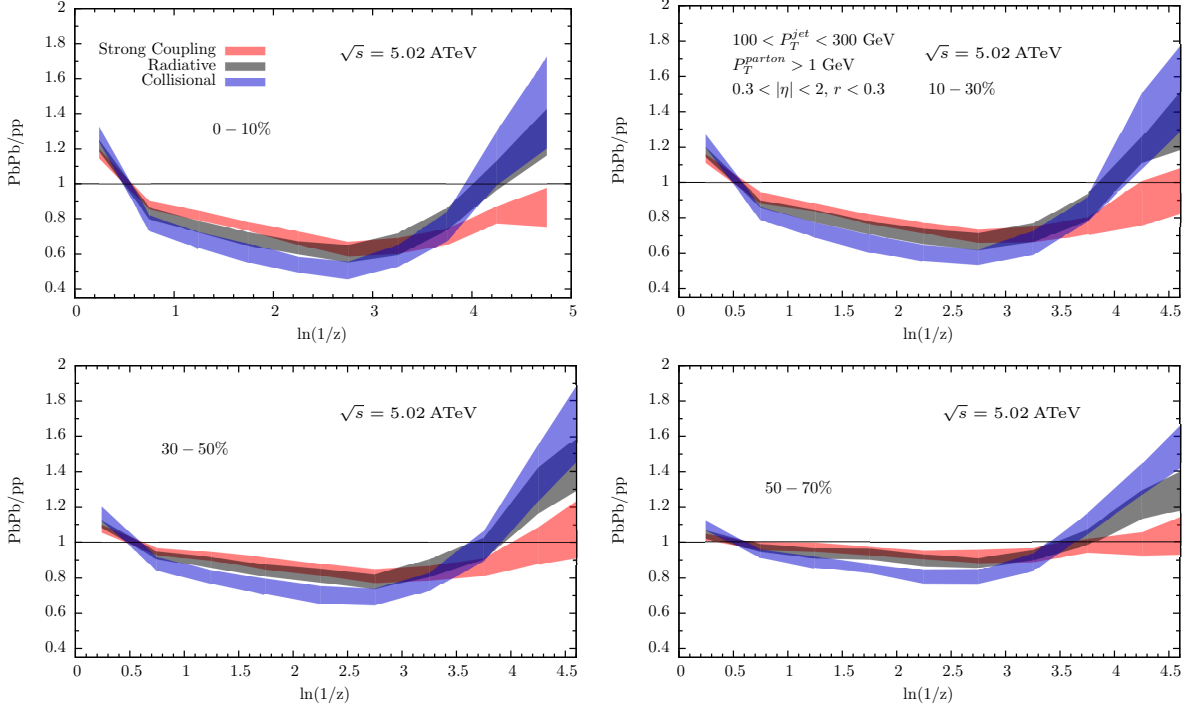 Strong Coupling
Radiative
Collisional
√s = 5.02 ATeV
0 − 10%
PbPb/pp
2
1.8
1.6
1.4
1.2
1
0.8
0.6
0.4
0 1 2 3 4 5
ln(1/z)
100 < P_T^{jet} < 300 GeV
P_T^{parton} > 1 GeV
0.3 < |η| < 2, r < 0.3
√s = 5.02 ATeV
10 − 30%
PbPb/pp
2
1.8
1.6
1.4
1.2
1
0.8
0.6
0.4
0 0.5 1 1.5 2 2.5 3 3.5 4 4.5
ln(1/z)
√s = 5.02 ATeV
30 − 50%
PbPb/pp
2
1.8
1.6
1.4
1.2
1
0.8
0.6
0.4
0 0.5 1 1.5 2 2.5 3 3.5 4 4.5
ln(1/z)
√s = 5.02 ATeV
50 − 70%
PbPb/pp
2
1.8
1.6
1.4
1.2
1
0.8
0.6
0.4
0 0.5 1 1.5 2 2.5 3 3.5 4 4.5
ln(1/z)